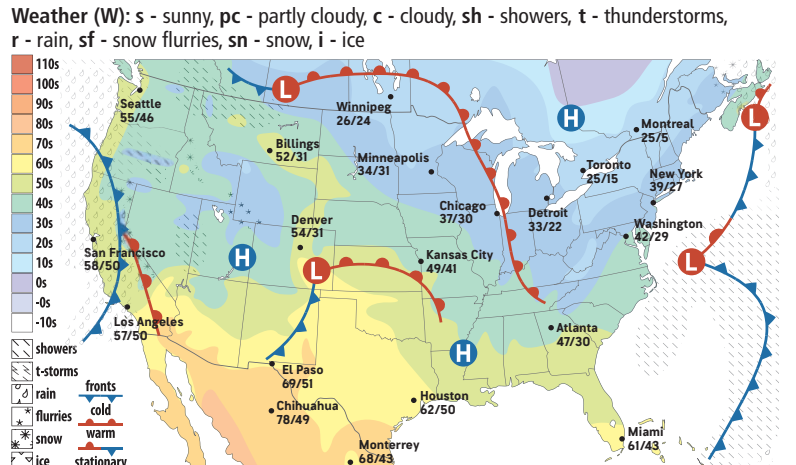 Weather (W): s - sunny, pc - partly cloudy, c - cloudy, sh - showers, t - thunderstorms,
r - rain, sf - snow flurries, sn - snow, i - ice
110s
100s
90s
80s
70s
60s
50s
40s
30s
20s
10s
0s
-0s
-10s
showers
t-storms
rain
flurries
snow
ice
fronts
cold
warm
stationary
Seattle
55/46
L
Winnipeg
26/24
H
Montreal
25/5
L
Billings
52/31
Minneapolis
34/31
Toronto
25/15
New York
39/27
Chicago
37/30
Detroit
33/22
Denver
54/31
Washington
42/29
San Francisco
58/50
H
L
Kansas City
49/41
L
Los Angeles
57/50
Atlanta
47/30
H
El Paso
69/51
Houston
62/50
Chihuahua
78/49
Miami
61/43
Monterrey
68/43